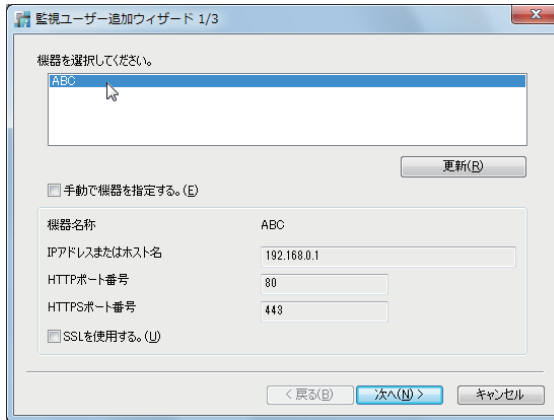 監視ユーザー追加ウィザード 1/3
機器を選択してください。
ABC
更新(R)
手動で機器を指定する。(E)
機器名称 ABC
IPアドレスまたはホスト名 192.168.0.1
HTTPポート番号 80
HTTPSポート番号 443
SSLを使用する。(U)
< 戻る(B) 次へ(N) > キャンセル